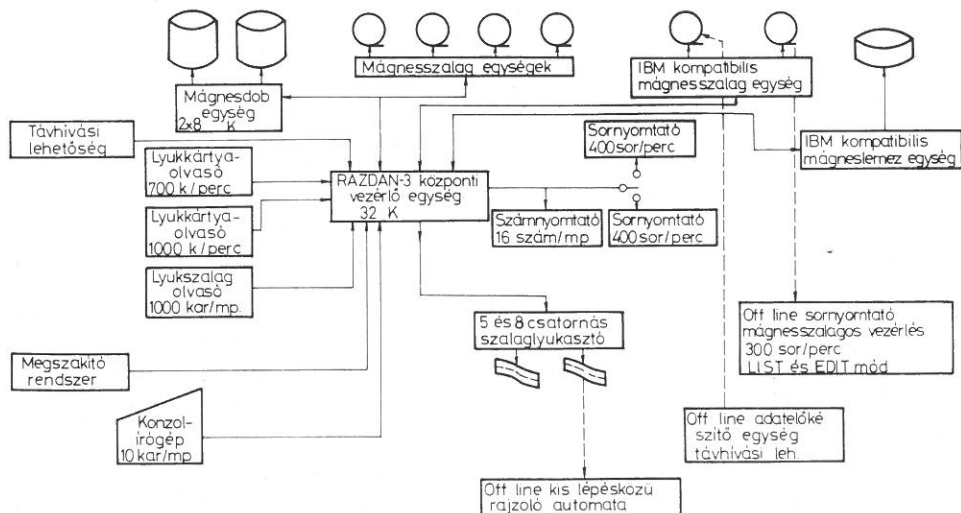 Mágnesdob
egység
2x8 K
Mágnesszalag egységek
IBM kompatibilis
mágnesszalag egység
IBM kompatibilis
mágneslemez egység
Távhívási
lehetőség
Lyukkártya-
olvasó
700 k/perc
Lyukkártya-
olvasó
1000 k/perc
Lyukszalag
olvasó
1000 kar/mp.
RAZDAN-3 központi
vezérlő egység
32 K
Sornyomtató
400 sor/perc
Számnyomtató
16 szám/mp
Sornyomtató
400 sor/perc
5 és 8 csatornás
szalaglyukasztó
Off line sornyomtató
mágnesszalagos vezérlés
300 sor/perc
LIST és EDIT mód
Megszakító
rendszer
Konzol-
írógép
10 kar/mp
Off line adatelőké
szítő egység
távhívási leh.
Off line kis lépésközű
rajzoló automata